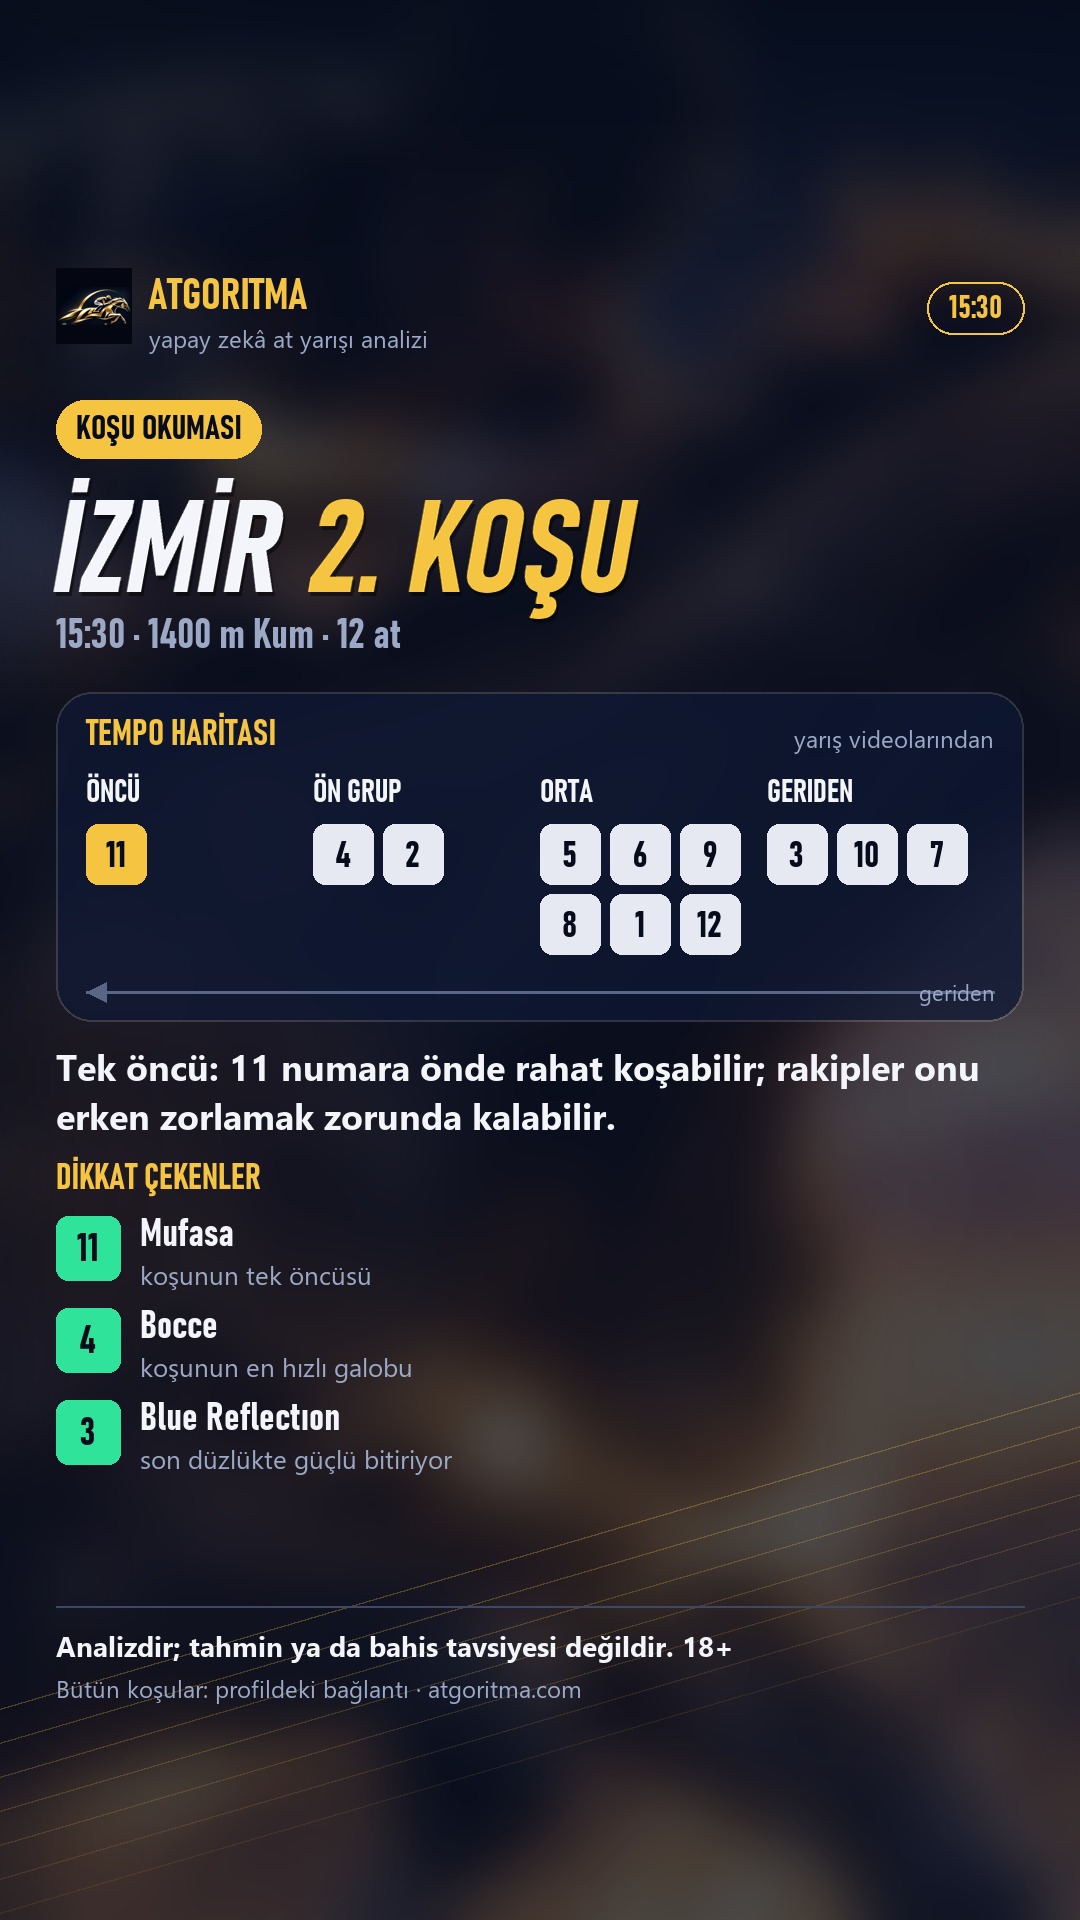 ATGORITMA
yapay zekâ at yarışı analizi
15:30
KOŞU OKUMASI
İZMİR 2. KOŞU
15:30 · 1400 m Kum · 12 at
TEMPO HARİTASI
yarış videolarından
ÖNCÜ ÖN GRUP ORTA GERIDEN
11 4 2 5 6 9 3 10 7
8 1 12
geriden
Tek öncü: 11 numara önde rahat koşabilir; rakipler onu
erken zorlamak zorunda kalabilir.
DİKKAT ÇEKENLER
11 Mufasa
koşunun tek öncüsü
4 Bocce
koşunun en hızlı galobu
3 Blue Reflectıon
son düzlükte güçlü bitiriyor
Analizdir; tahmin ya da bahis tavsiyesi değildir. 18+
Bütün koşular: profildeki bağlantı · atgoritma.com